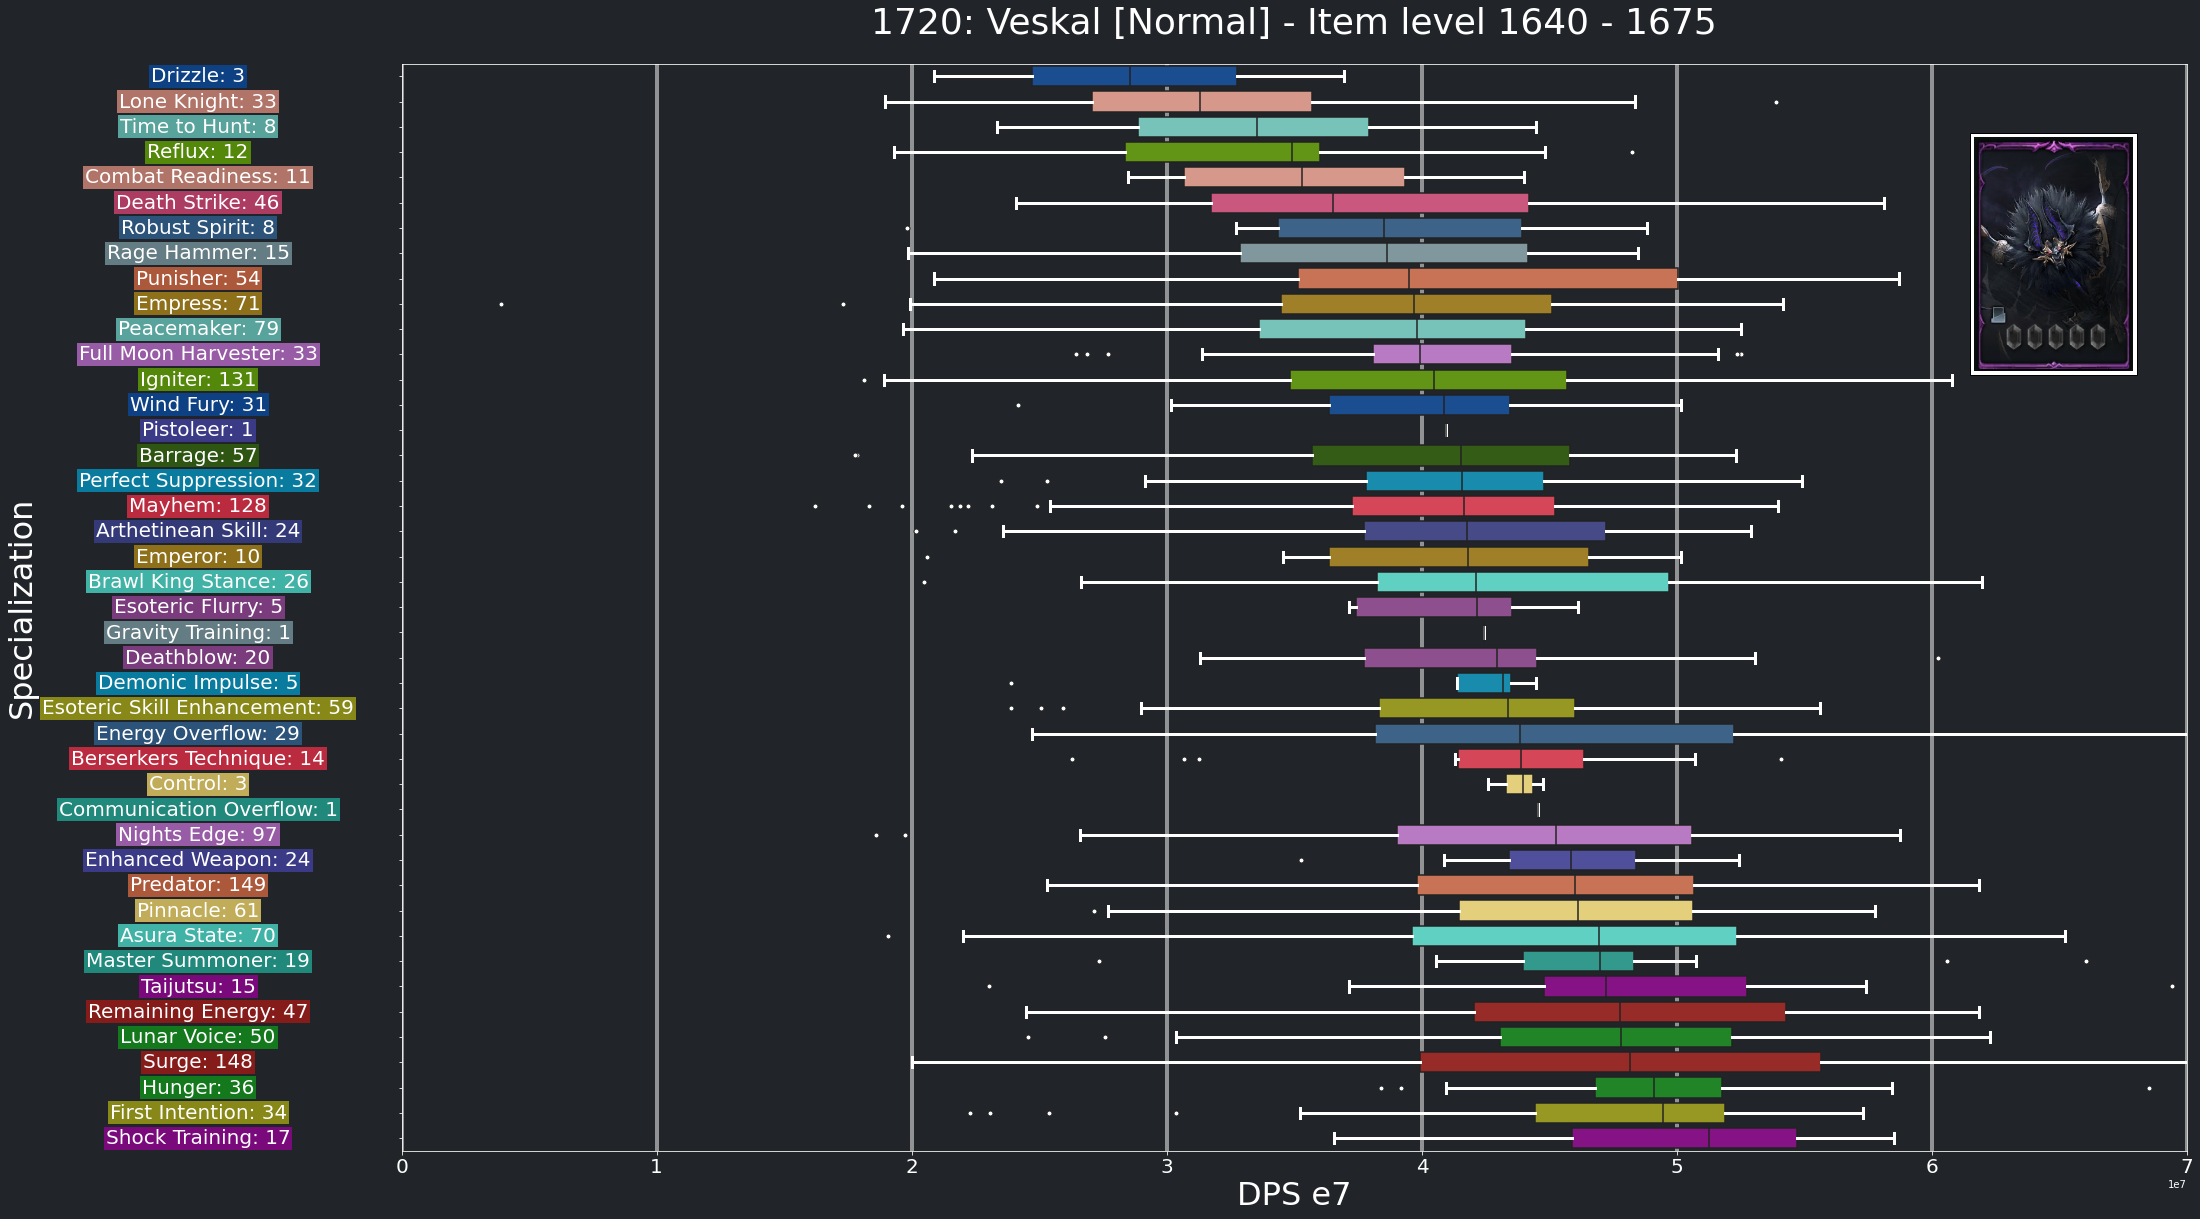 1720: Veskal [Normal] - Item level 1640 - 1675
Specialization
Drizzle: 3
Lone Knight: 33
Time to Hunt: 8
Reflux: 12
Combat Readiness: 11
Death Strike: 46
Robust Spirit: 8
Rage Hammer: 15
Punisher: 54
Empress: 71
Peacemaker: 79
Full Moon Harvester: 33
Igniter: 131
Wind Fury: 31
Pistoleer: 1
Barrage: 57
Perfect Suppression: 32
Mayhem: 128
Arthetinean Skill: 24
Emperor: 10
Brawl King Stance: 26
Esoteric Flurry: 5
Gravity Training: 1
Deathblow: 20
Demonic Impulse: 5
Esoteric Skill Enhancement: 59
Energy Overflow: 29
Berserkers Technique: 14
Control: 3
Communication Overflow: 1
Nights Edge: 97
Enhanced Weapon: 24
Predator: 149
Pinnacle: 61
Asura State: 70
Master Summoner: 19
Taijutsu: 15
Remaining Energy: 47
Lunar Voice: 50
Surge: 148
Hunger: 36
First Intention: 34
Shock Training: 17
0 1 2 3 4 5 6 7
1e7
DPS e7